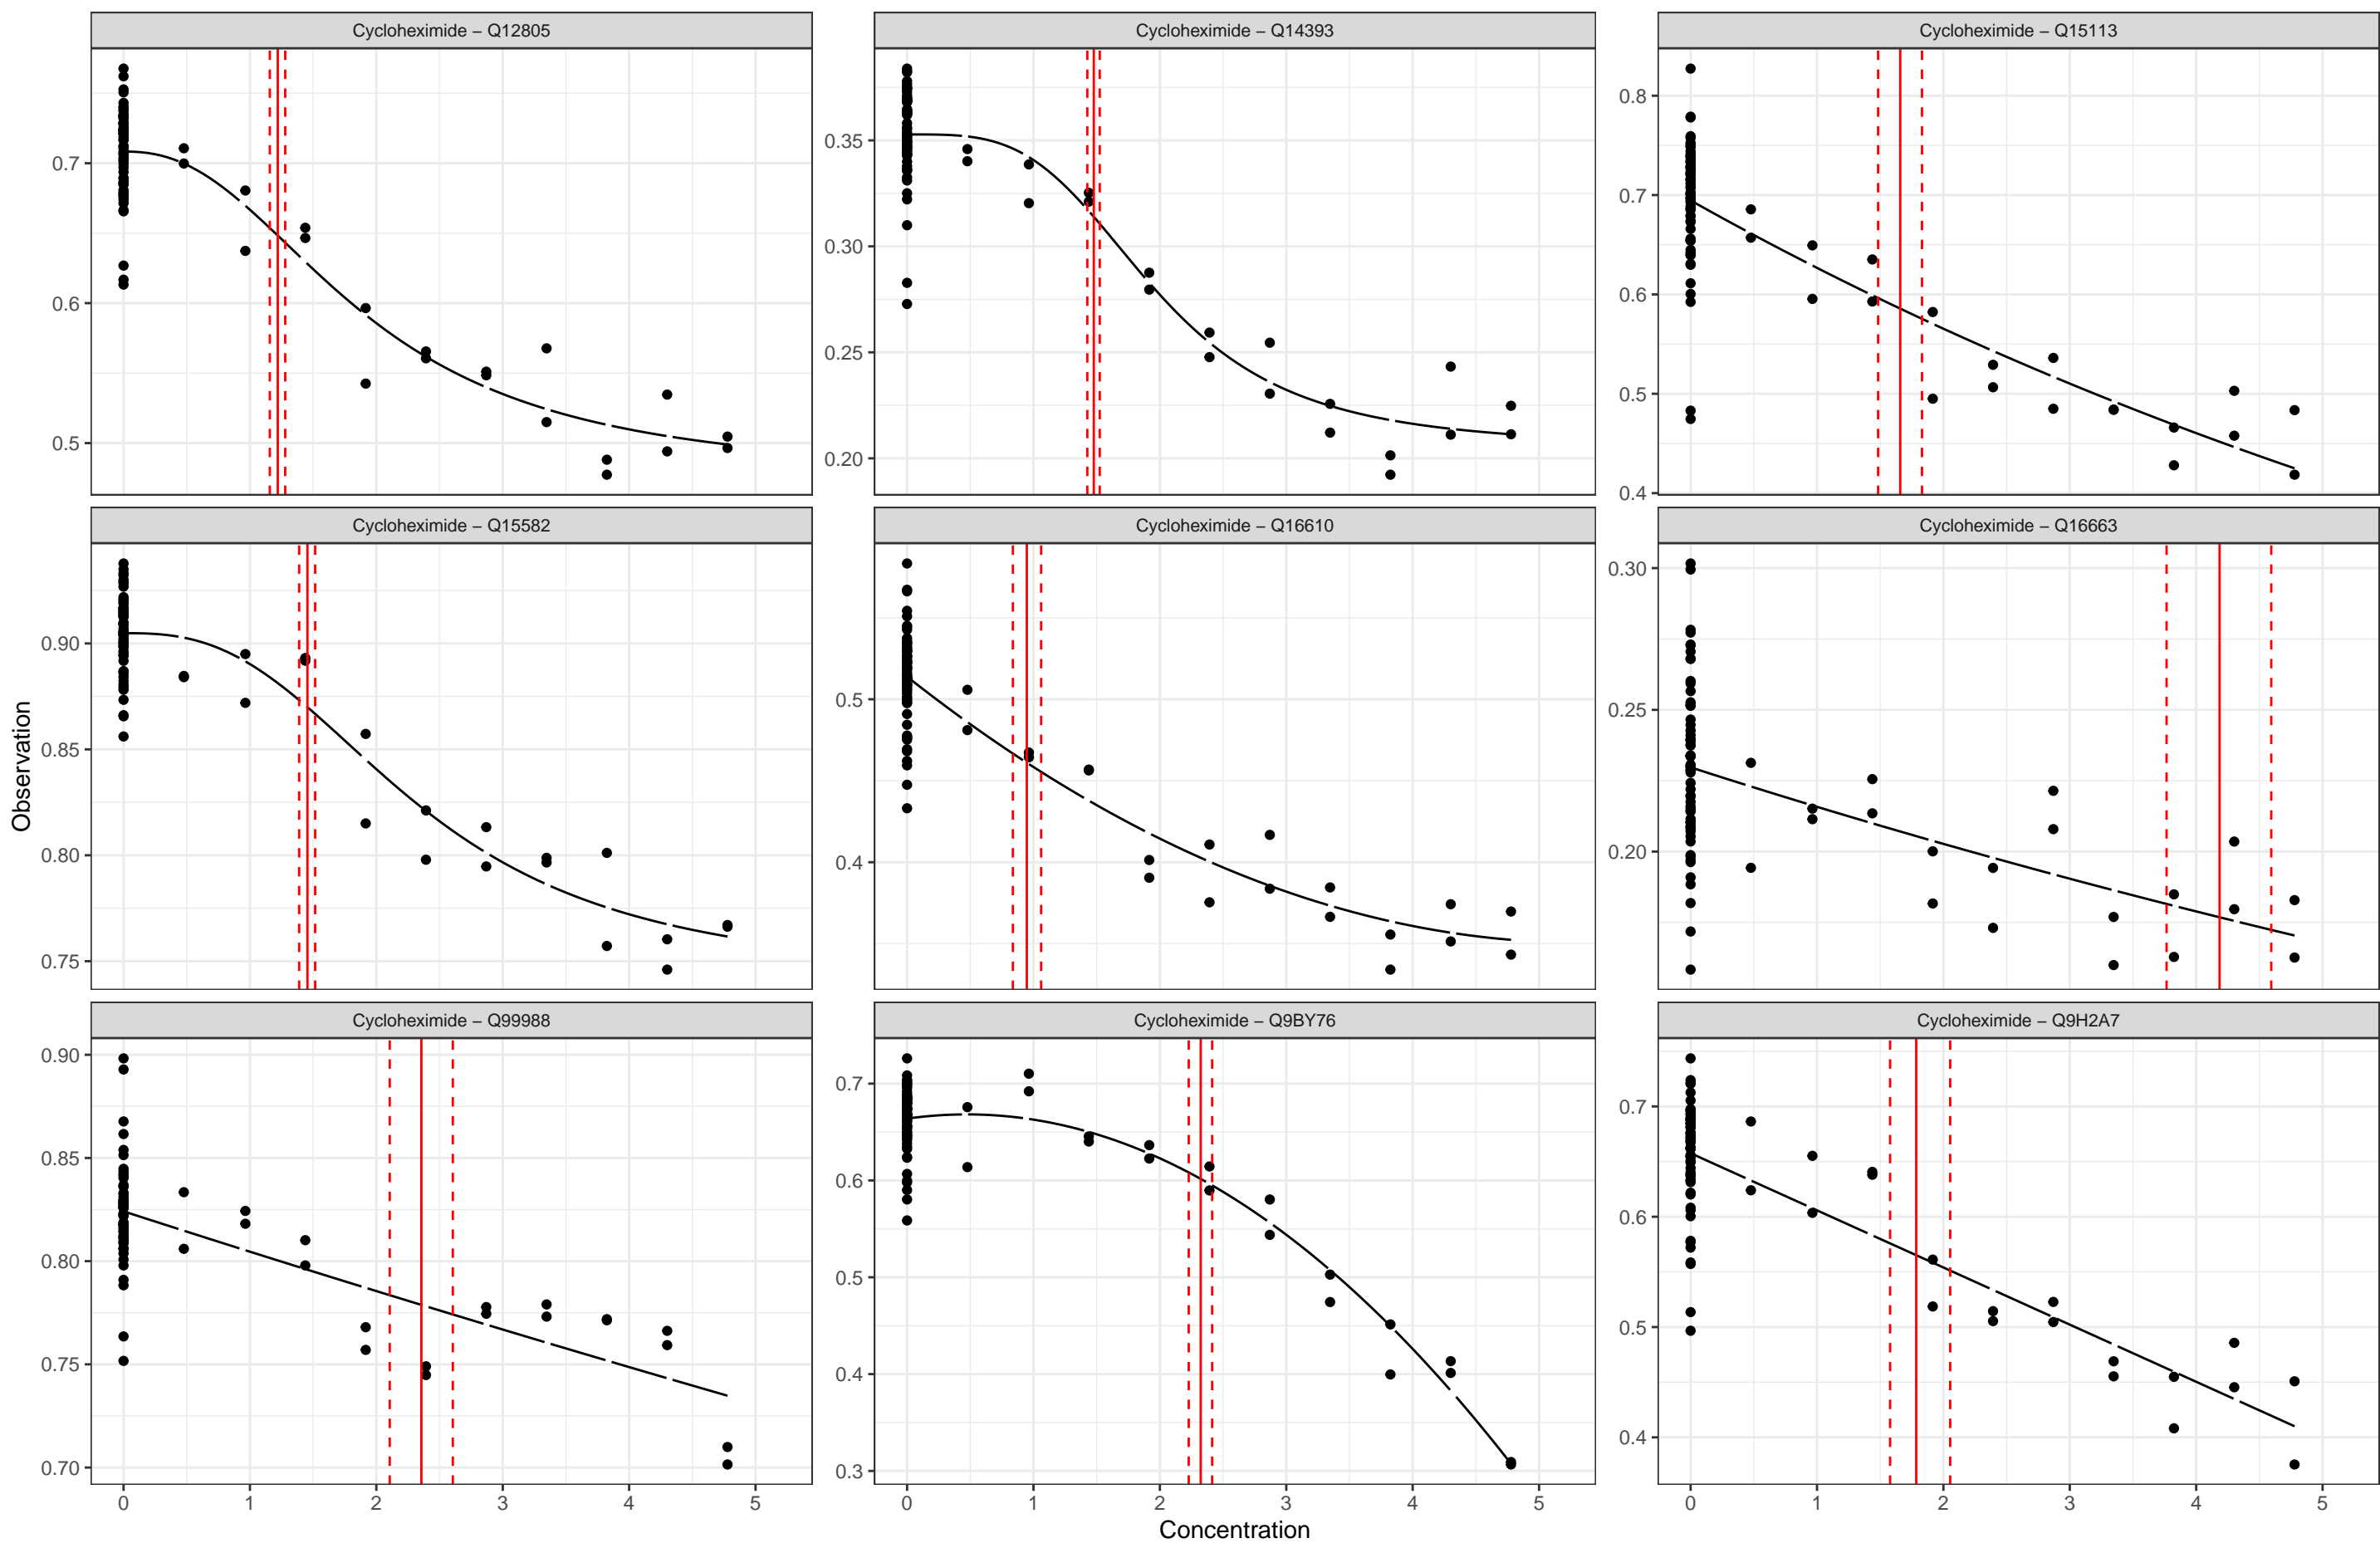 Cycloheximide – Q12805
Cycloheximide – Q14393
Cycloheximide – Q15113
0.7
0.6
0.5
0.35
0.30
0.25
0.20
0.8
0.7
0.6
0.5
0.4
Cycloheximide – Q15582
Cycloheximide – Q16610
Cycloheximide – Q16663
0.90
0.85
0.80
0.75
0.5
0.4
0.30
0.25
0.20
Observation
Cycloheximide – Q99988
Cycloheximide – Q9BY76
Cycloheximide – Q9H2A7
0.90
0.85
0.80
0.75
0.70
0.7
0.6
0.5
0.4
0.3
0.7
0.6
0.5
0.4
0 1 2 3 4 5
0 1 2 3 4 5
0 1 2 3 4 5
Concentration